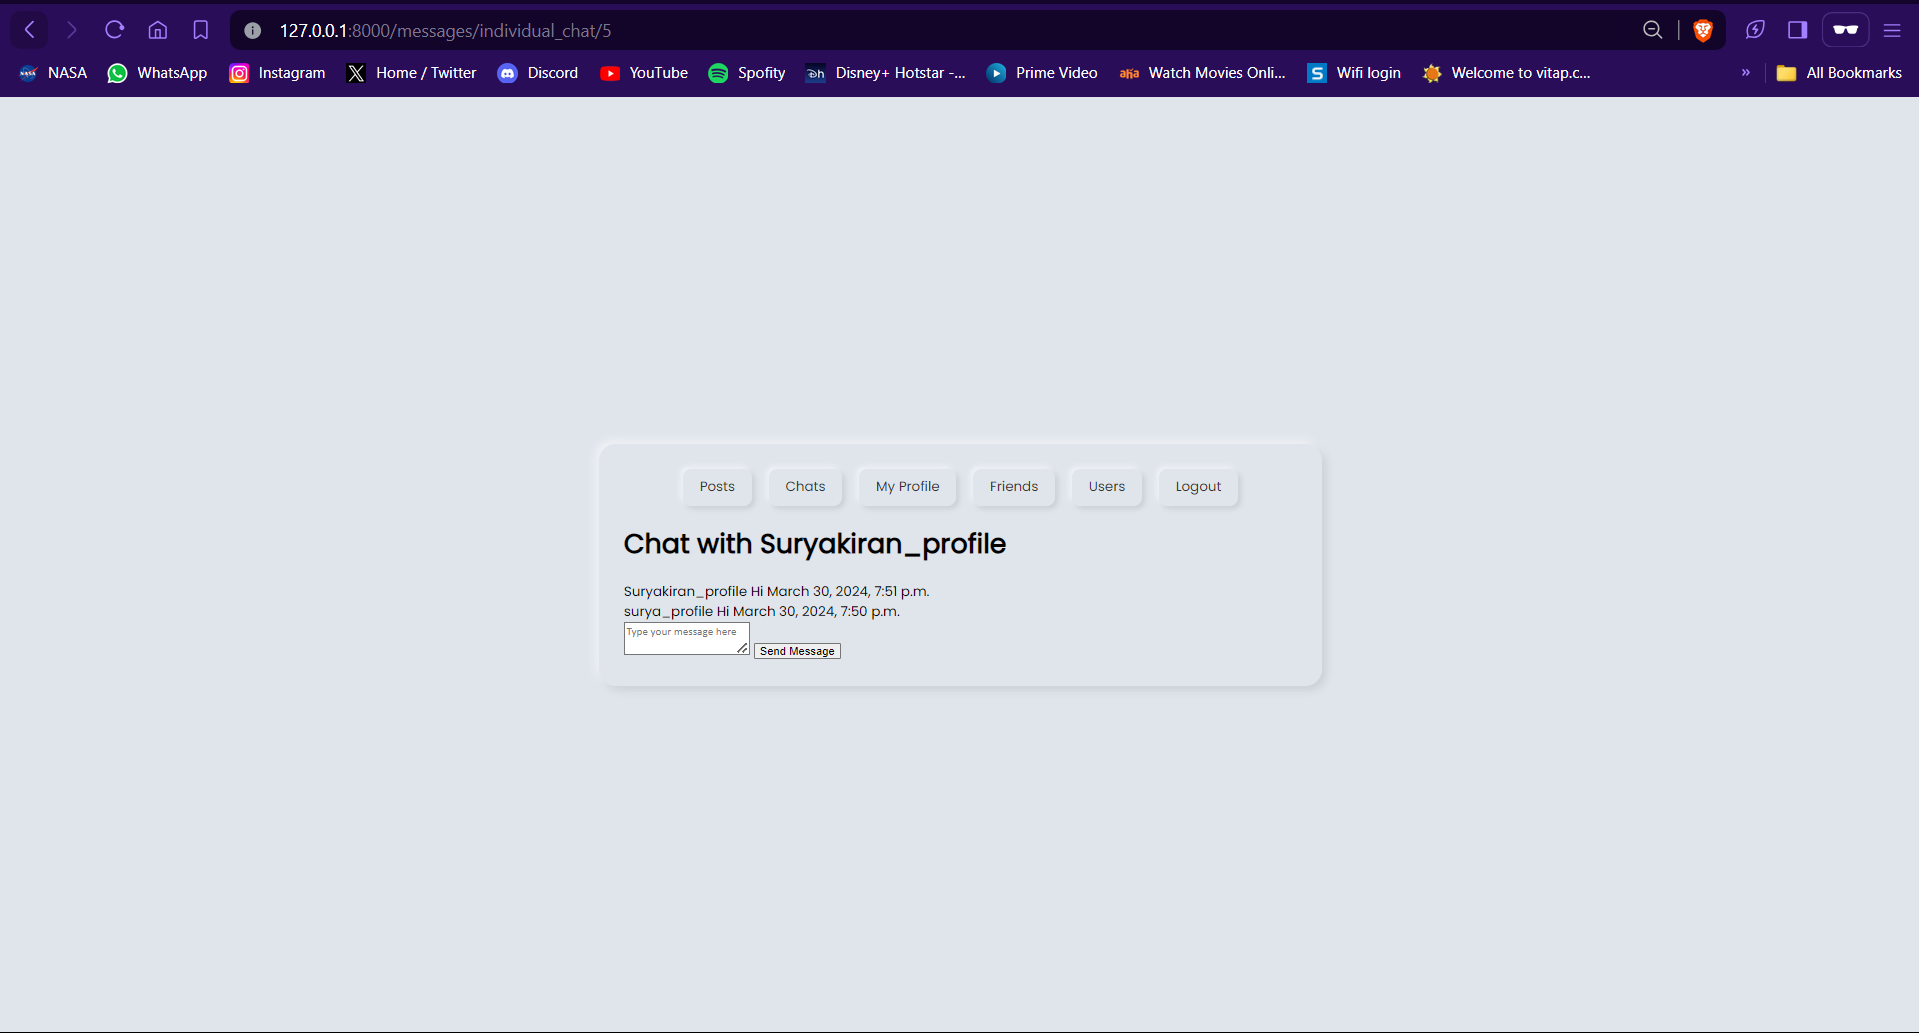 127.0.0.1:8000/messages/individual_chat/5
NASA WhatsApp Instagram Home / Twitter Discord YouTube Spofity Disney+ Hotstar -... Prime Video Watch Movies Onli... Wifi login Welcome to vitap.c... » All Bookmarks
Posts Chats My Profile Friends Users Logout
Chat with Suryakiran_profile
Suryakiran_profile Hi March 30, 2024, 7:51 p.m.
surya_profile Hi March 30, 2024, 7:50 p.m.
Type your message here
Send Message